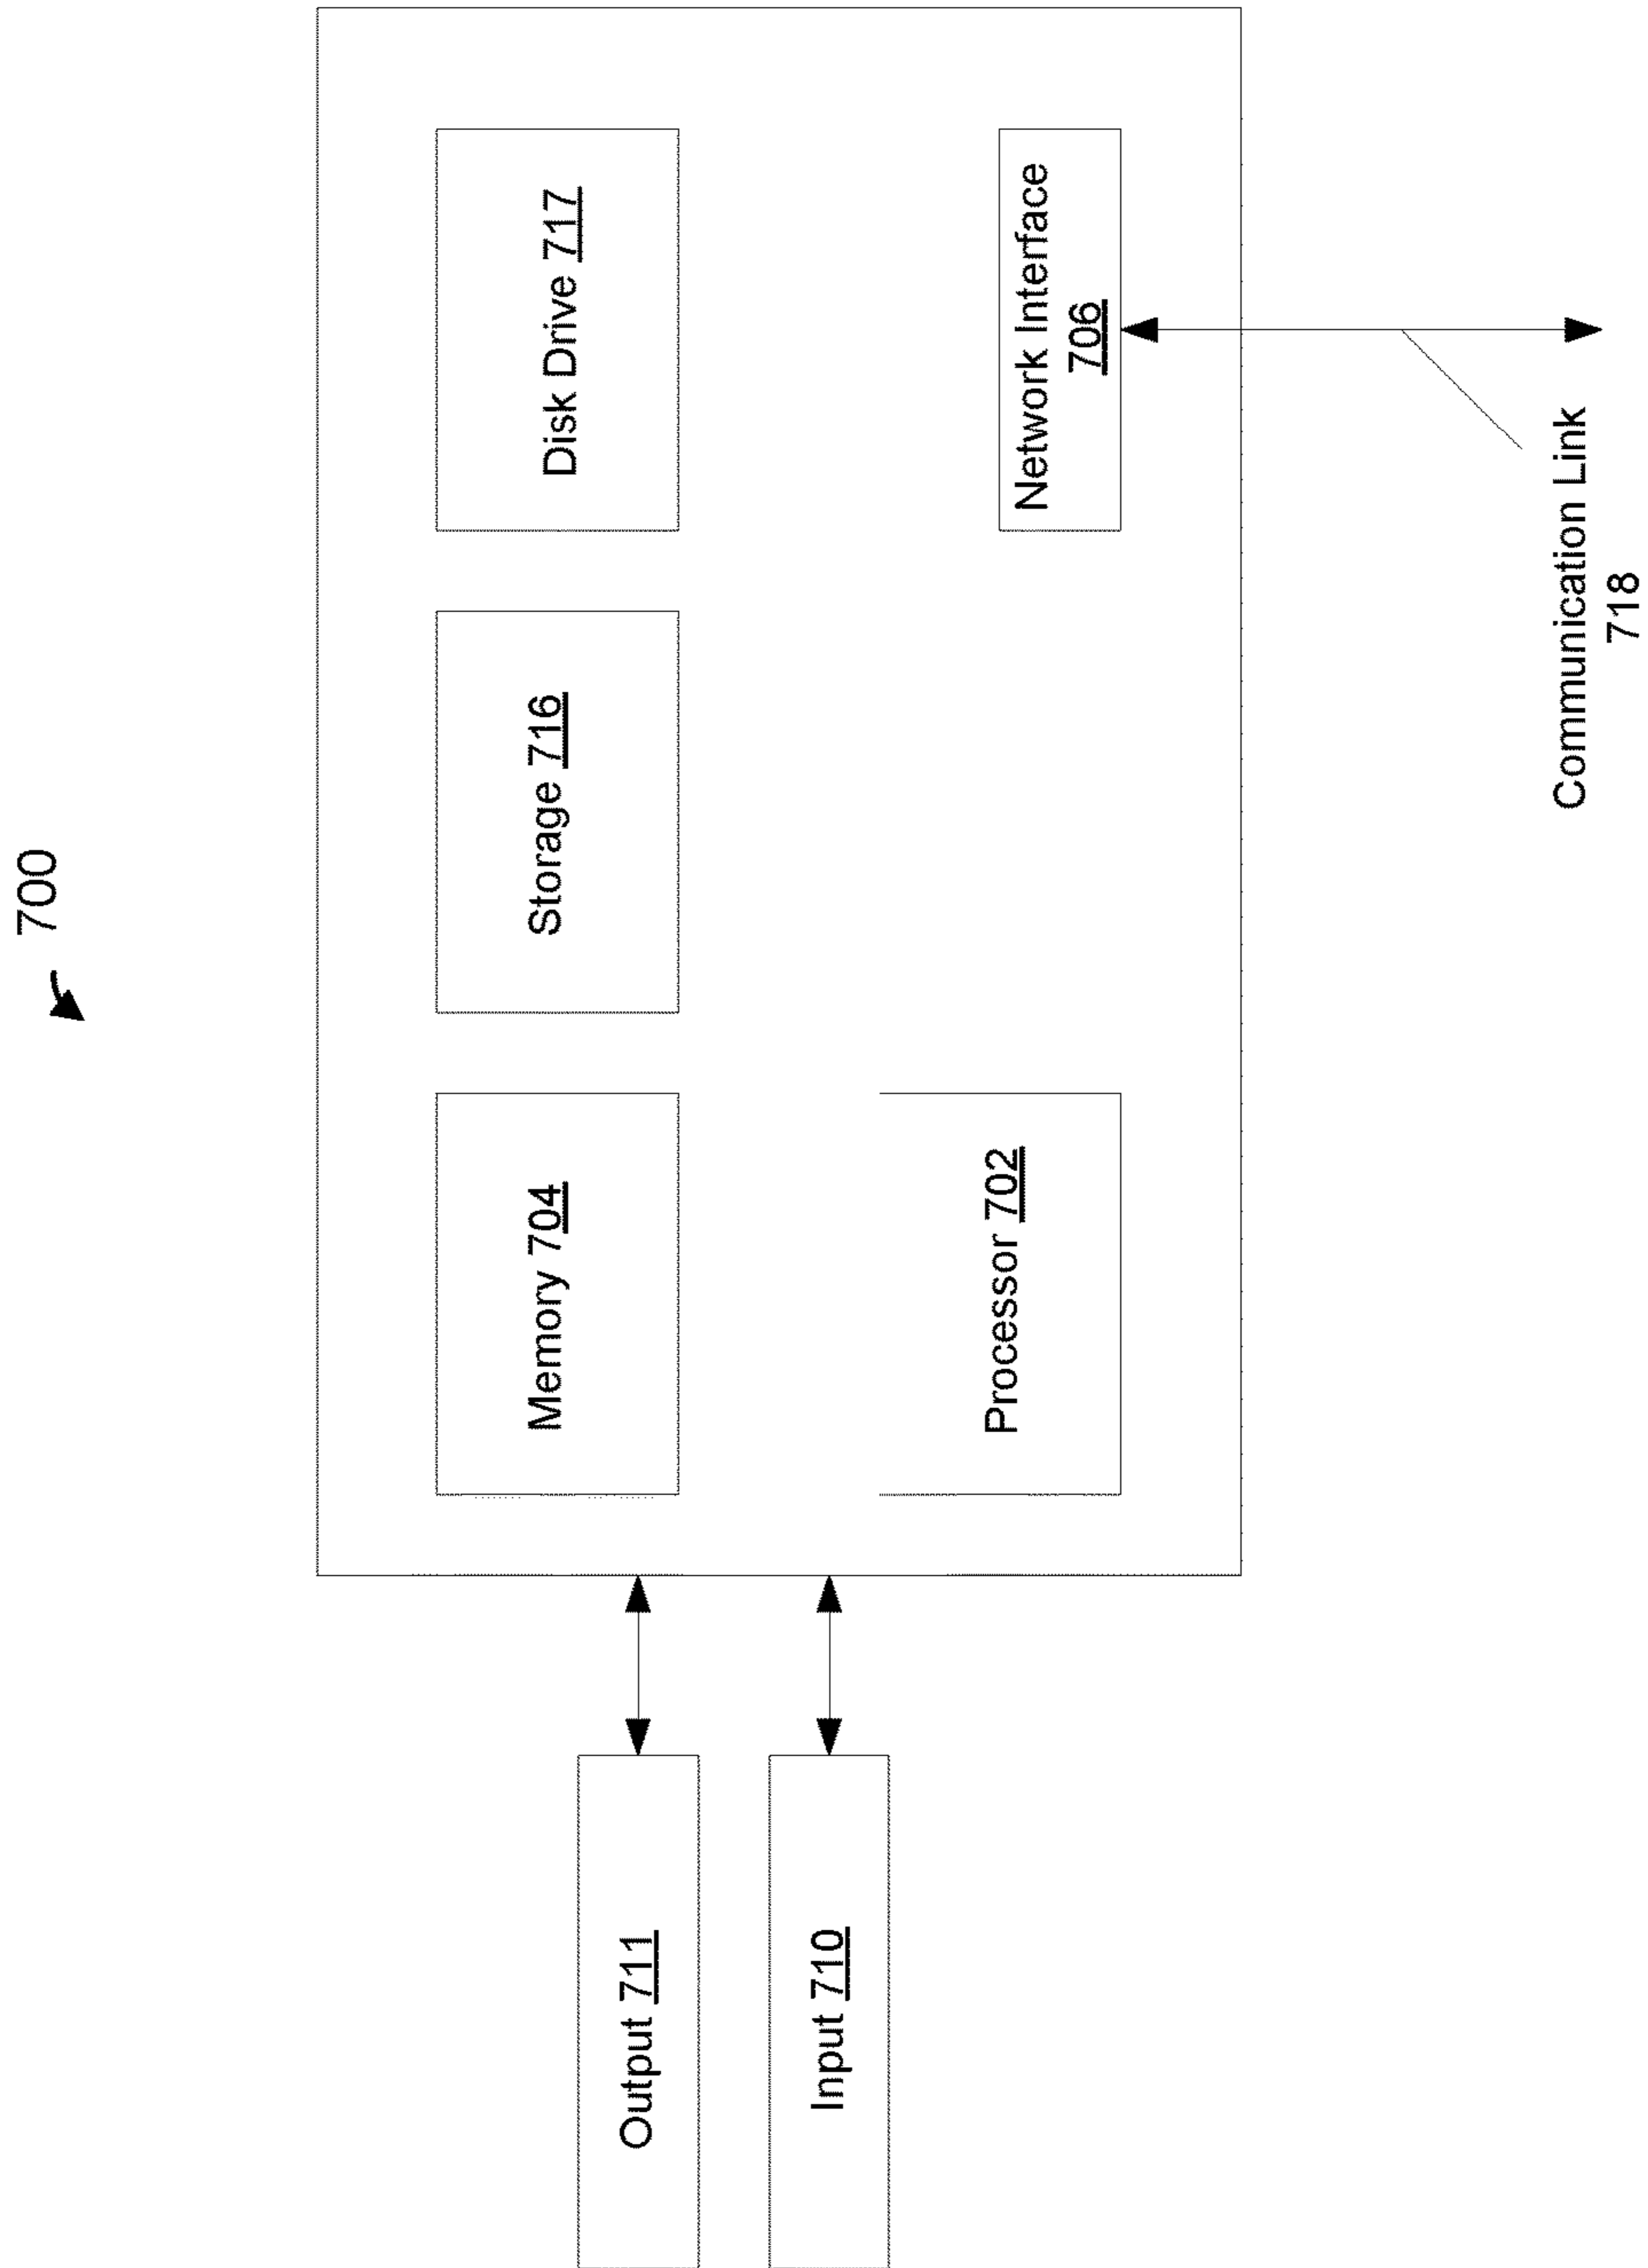 700
Memory 704
Storage 716
Disk Drive 717
Output 711
Input 710
Processor 702
Network Interface
706
Communication Link
718